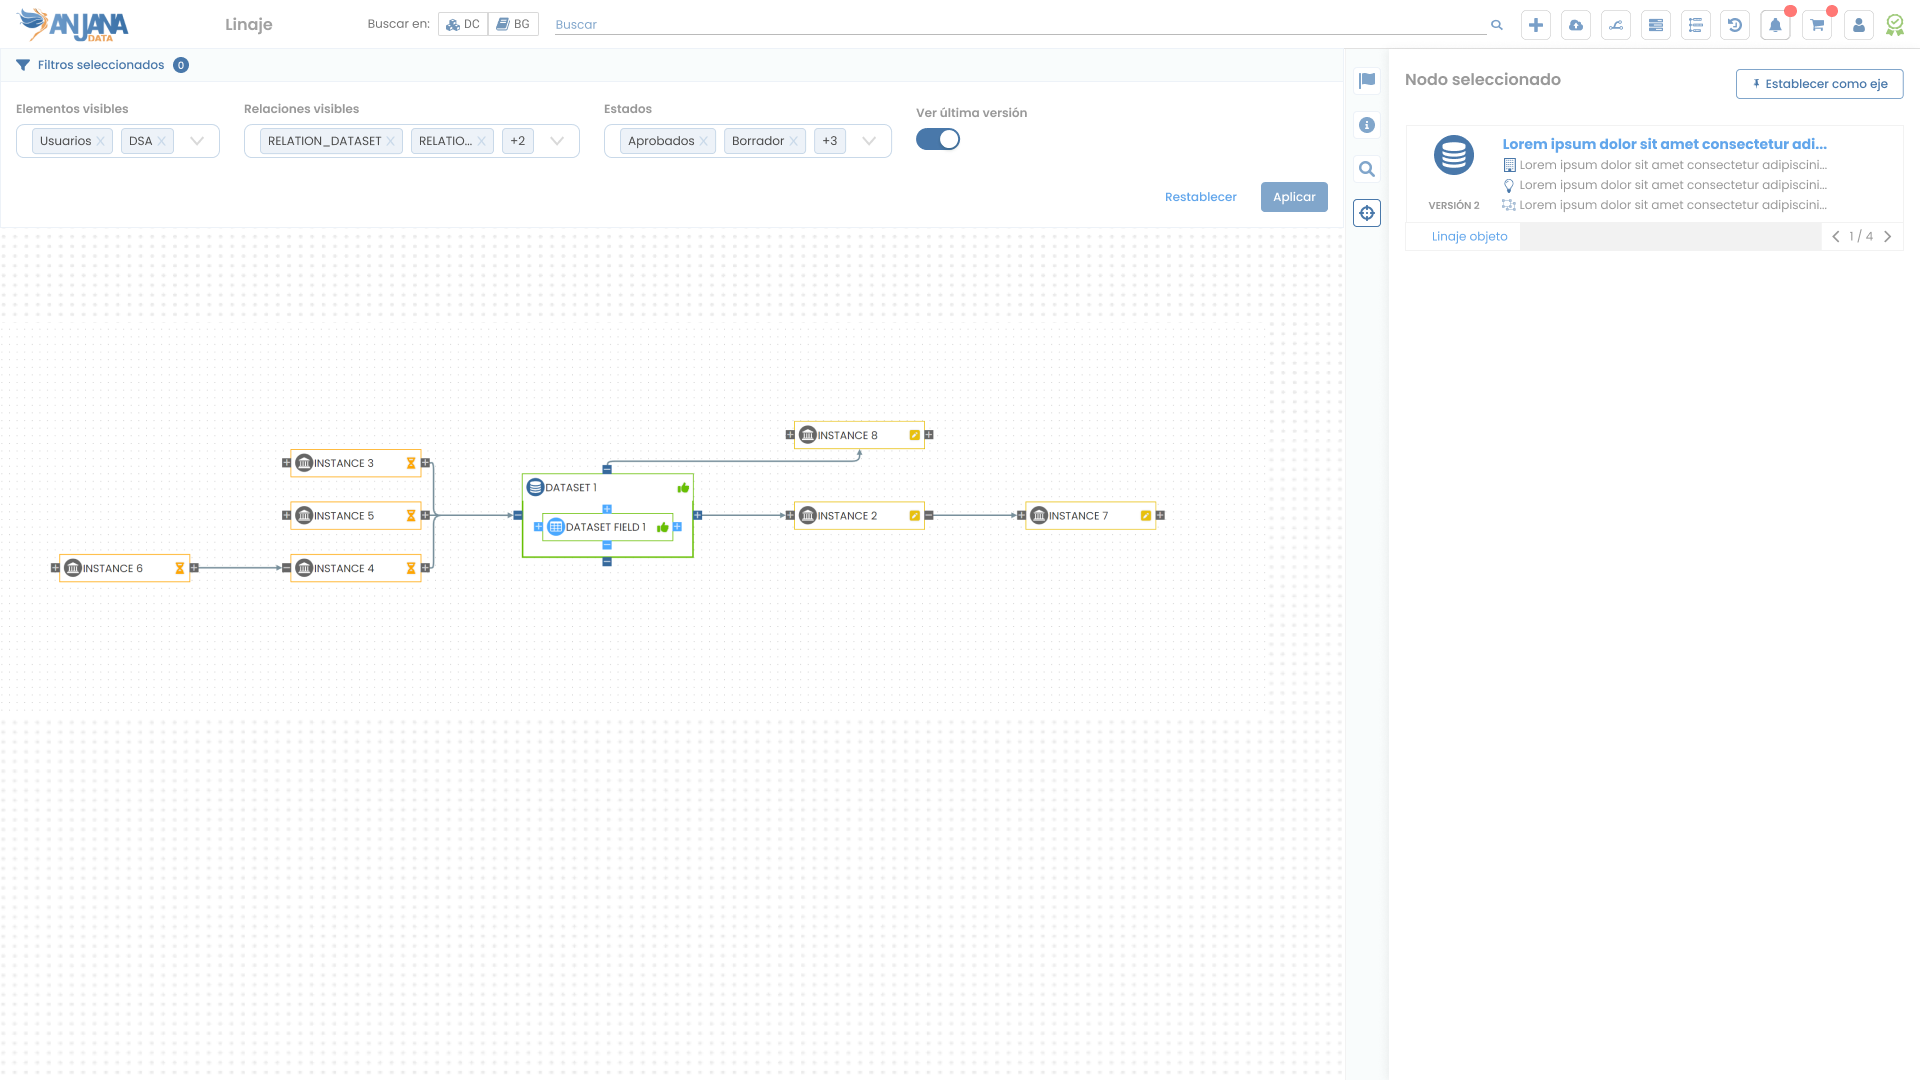 ANJANA
DATA
Linaje
Buscar en:
DC
BG
Buscar
Filtros seleccionados 0
Elementos visibles
Usuarios
DSA
Relaciones visibles
RELATION_DATASET
RELATIO...
+2
Estados
Aprobados
Borrador
+3
Ver última versión
Restablecer
Aplicar
INSTANCE 8
INSTANCE 3
DATASET 1
INSTANCE 5
DATASET FIELD 1
INSTANCE 2
INSTANCE 7
INSTANCE 6
INSTANCE 4
Nodo seleccionado
Establecer como eje
Lorem ipsum dolor sit amet consectetur adi...
Lorem ipsum dolor sit amet consectetur adipiscini...
Lorem ipsum dolor sit amet consectetur adipiscini...
VERSIÓN 2
Lorem ipsum dolor sit amet consectetur adipiscini...
Linaje objeto
1 / 4